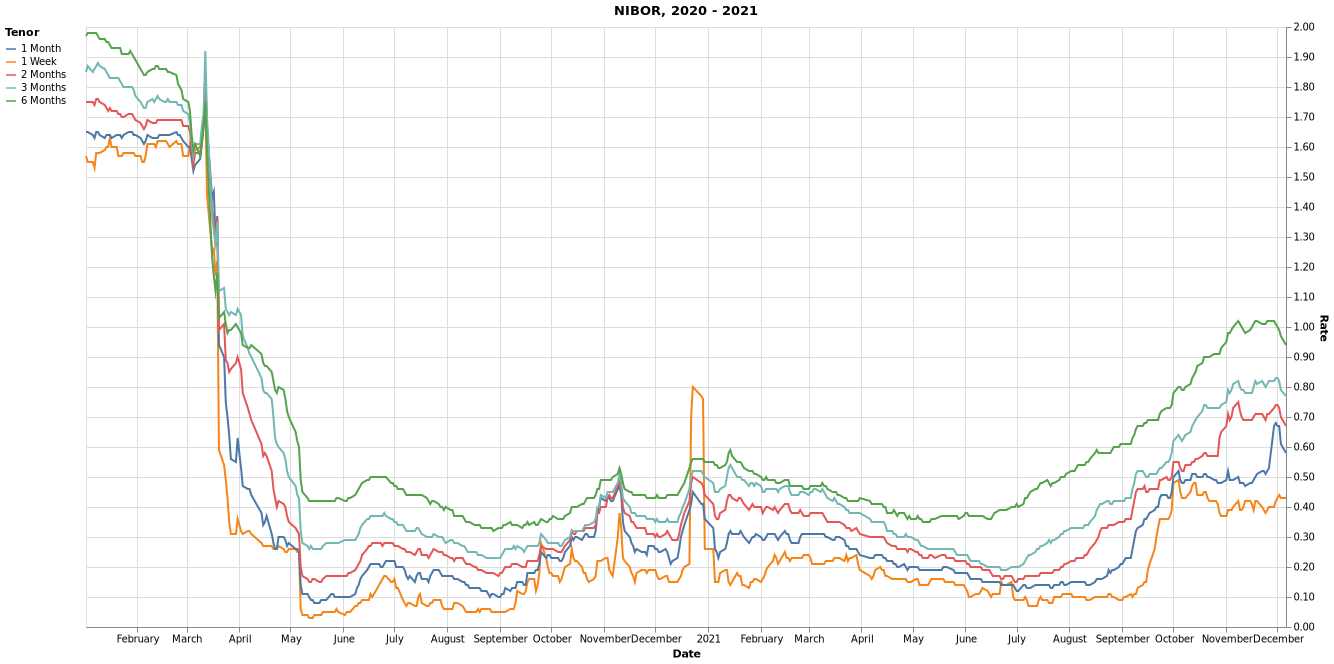 NIBOR, 2020 - 2021
Tenor
1 Month
1 Week
2 Months
3 Months
6 Months
2.00
1.90
1.80
1.70
1.60
1.50
1.40
1.30
1.20
1.10
1.00
0.90
0.80
0.70
0.60
0.50
0.40
0.30
0.20
0.10
0.00
Rate
February March April May June July August September October November December 2021 February March April May June July August September October November December
Date